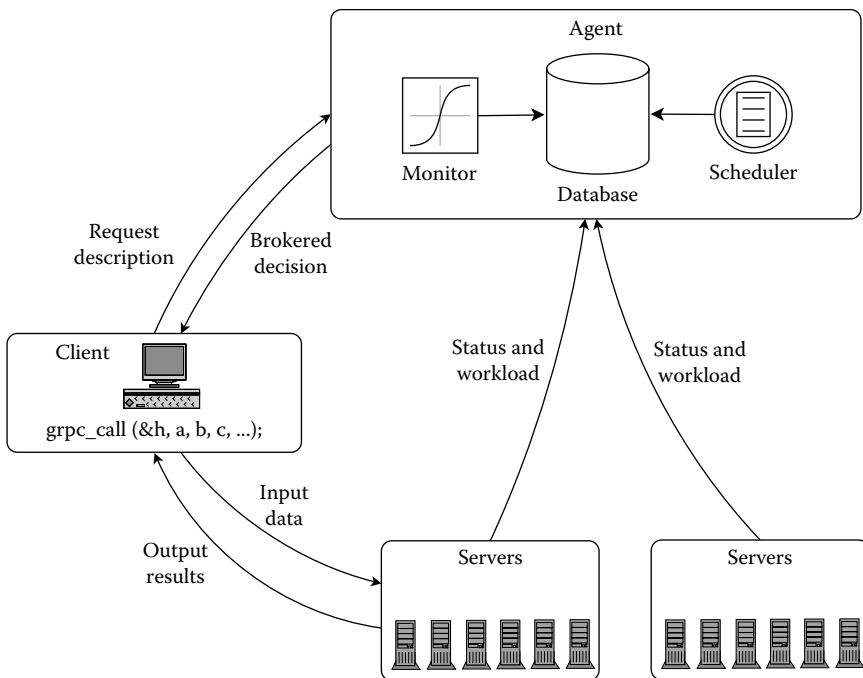 Agent
Monitor
Database
Scheduler
Request
description
Brokered
decision
Client
grpc_call (&h, a, b, c, ...);
Status and
workload
Status and
workload
Input
data
Output
results
Servers
Servers